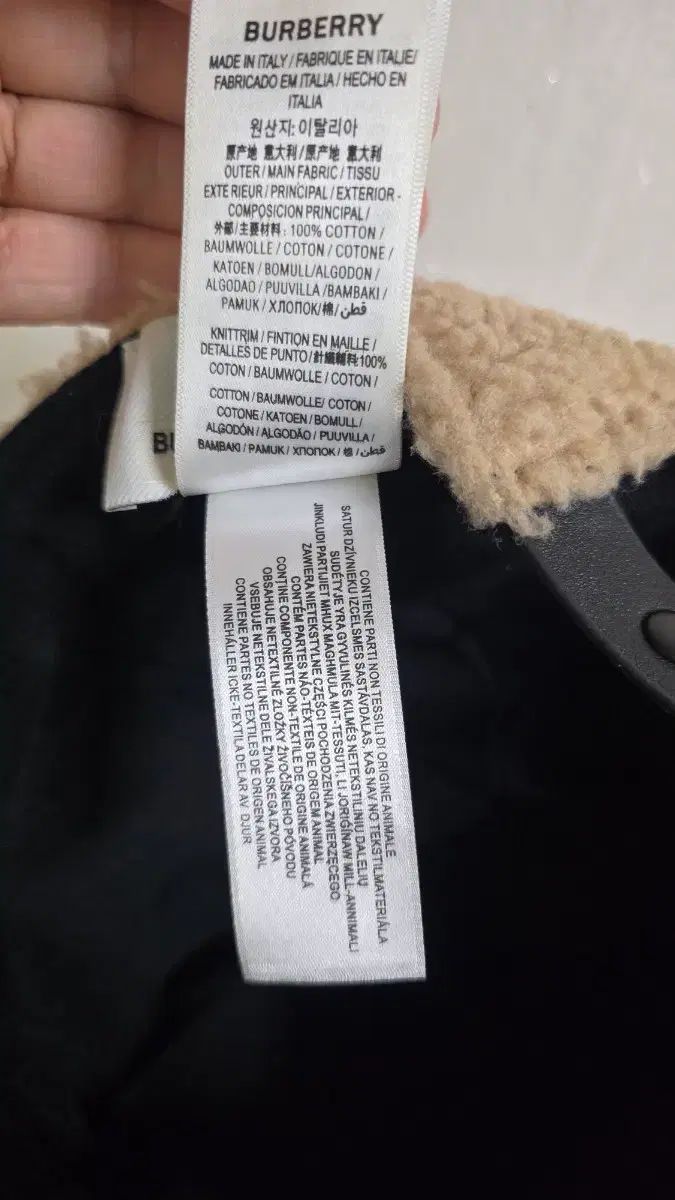 BURBERRY
MADE IN ITALY / FABRIQUE EN ITALIE/
FABRICADO EM ITALIA / HECHO EN
ITALIA
원산지: 이탈리아
原产地 意大利/原产地 意大利
OUTER / MAIN FABRIC / TISSU
EXTE RIEUR / PRINCIPAL / EXTERIOR -
COMPOSICION PRINCIPAL /
外部/主要材料: 100% COTTON /
BAUMWOLLE / COTON / COTONE /
KATOEN / BOMULL/ALGODON /
ALGODAO / PUUVILLA /BAMBAKI /
PAMUK / ХЛОПОК/棉/ قطن
KNITTRIM / FINTION EN MAILLE /
DETALLES DE PUNTO/針織輔料:100%
COTON / BAUMWOLLE / COTON /
COTTON / BAUMWOLLE/ COTON /
COTONE / KATOEN / BOMULL /
ALGODÓN / ALGODÃO / PUUVILLA /
BAMBAKI / PAMUK / ХЛОПОК / 棉 / قطن
BU
CONTIENE PARTI NON TESSILI DI ORIGINE ANIMALE
SATUR DZĪVNIEKU IZCELSMES SASTĀVDAĻAS, KAS NAV NO TEKSTILMATERIĀLA
SUDĖTYJE YRA GYVULINĖS KILMĖS NETEKSTILINIŲ DALELIŲ
JINKLUDI PARTIJIET MHUX MAGHMULA MIT-TESSUTI, LI JORIĠINAW MILL-ANNIMALI
ZAWIERA NIETEKSTYLNE CZĘŚCI POCHODZENIA ZWIERZĘCEGO
CONTÉM PARTES NÃO-TÊXTEIS DE ORIGEM ANIMAL
CONȚINE COMPONENTE NON-TEXTILE DE ORIGINE ANIMALĂ
OBSAHUJE NETEXTILNÉ ZLOŽKY ŽIVOČÍŠNEHO PÔVODU
VSEBUJE NETEKSTILNE DELE ŽIVALSKEGA IZVORA
CONTIENE PARTES NO TEXTILES DE ORIGEN ANIMAL
INNEHÅLLER ICKE-TEXTILA DELAR AV DJUR